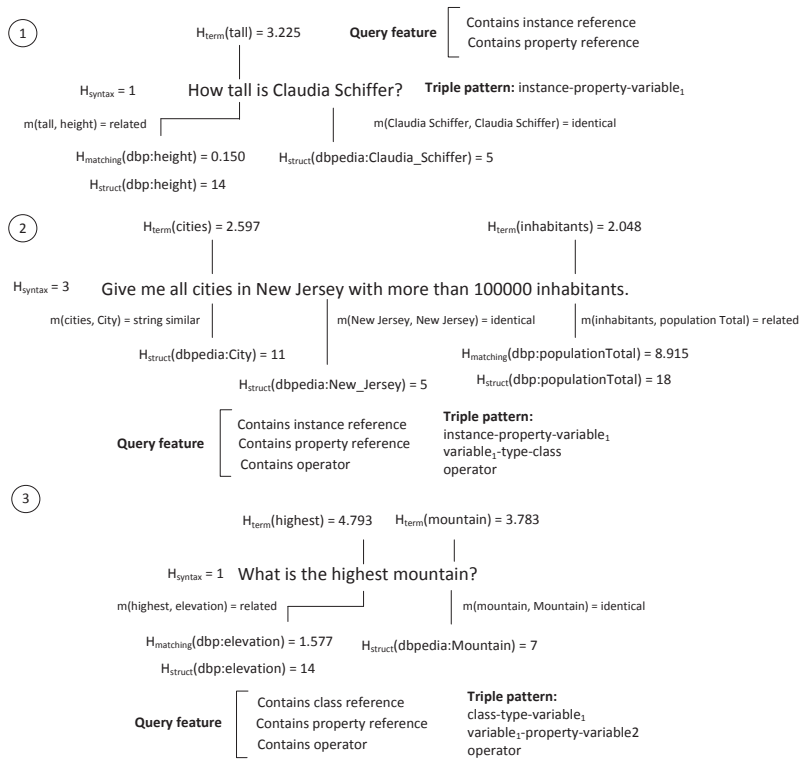 1
H_term(tall) = 3.225
Query feature
Contains instance reference
Contains property reference
H_syntax = 1
How tall is Claudia Schiffer?
Triple pattern: instance-property-variable₁
m(tall, height) = related
m(Claudia Schiffer, Claudia Schiffer) = identical
H_matching(dbp:height) = 0.150
H_struct(dbpedia:Claudia_Schiffer) = 5
H_struct(dbp:height) = 14
2
H_term(cities) = 2.597
H_term(inhabitants) = 2.048
H_syntax = 3
Give me all cities in New Jersey with more than 100000 inhabitants.
m(cities, City) = string similar
m(New Jersey, New Jersey) = identical
m(inhabitants, population Total) = related
H_struct(dbpedia:City) = 11
H_matching(dbp:populationTotal) = 8.915
H_struct(dbpedia:New_Jersey) = 5
H_struct(dbp:populationTotal) = 18
Query feature
Contains instance reference
Contains property reference
Contains operator
Triple pattern:
instance-property-variable₁
variable₁-type-class
operator
3
H_term(highest) = 4.793
H_term(mountain) = 3.783
H_syntax = 1
What is the highest mountain?
m(highest, elevation) = related
m(mountain, Mountain) = identical
H_matching(dbp:elevation) = 1.577
H_struct(dbpedia:Mountain) = 7
H_struct(dbp:elevation) = 14
Query feature
Contains class reference
Contains property reference
Contains operator
Triple pattern:
class-type-variable₁
variable₁-property-variable2
operator